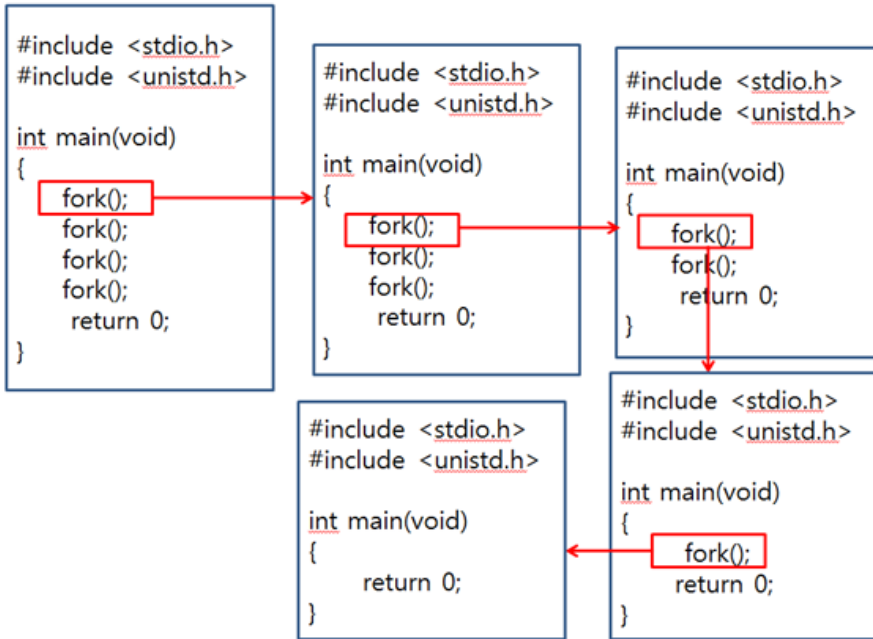 #include <stdio.h>
#include <unistd.h>
int main(void)
{
fork();
fork();
fork();
fork();
return 0;
}
#include <stdio.h>
#include <unistd.h>
int main(void)
{
fork();
fork();
fork();
return 0;
}
#include <stdio.h>
#include <unistd.h>
int main(void)
{
fork();
fork();
return 0;
}
#include <stdio.h>
#include <unistd.h>
int main(void)
{
fork();
return 0;
}
#include <stdio.h>
#include <unistd.h>
int main(void)
{
return 0;
}